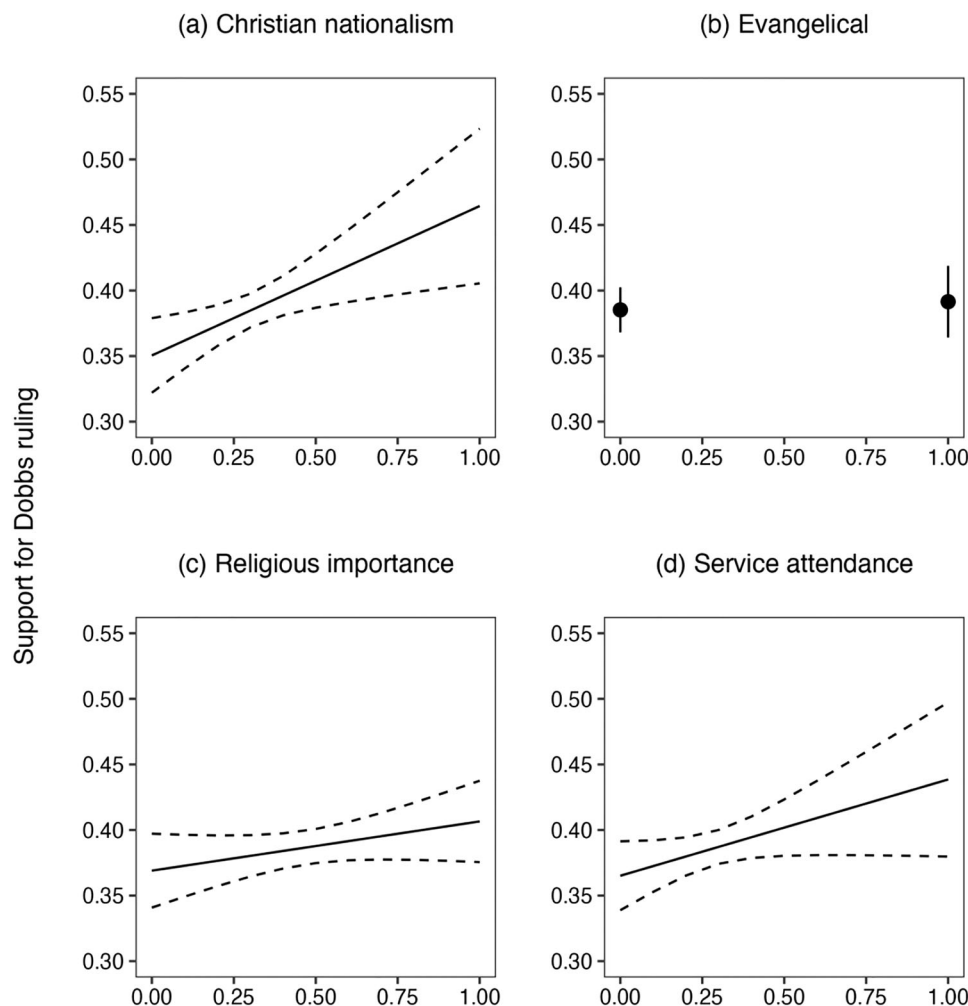 (a) Christian nationalism
(b) Evangelical
0.55
0.50
0.45
0.40
0.35
0.30
0.00 0.25 0.50 0.75 1.00
0.55
0.50
0.45
0.40
0.35
0.30
0.00 0.25 0.50 0.75 1.00
Support for Dobbs ruling
(c) Religious importance
(d) Service attendance
0.55
0.50
0.45
0.40
0.35
0.30
0.00 0.25 0.50 0.75 1.00
0.55
0.50
0.45
0.40
0.35
0.30
0.00 0.25 0.50 0.75 1.00